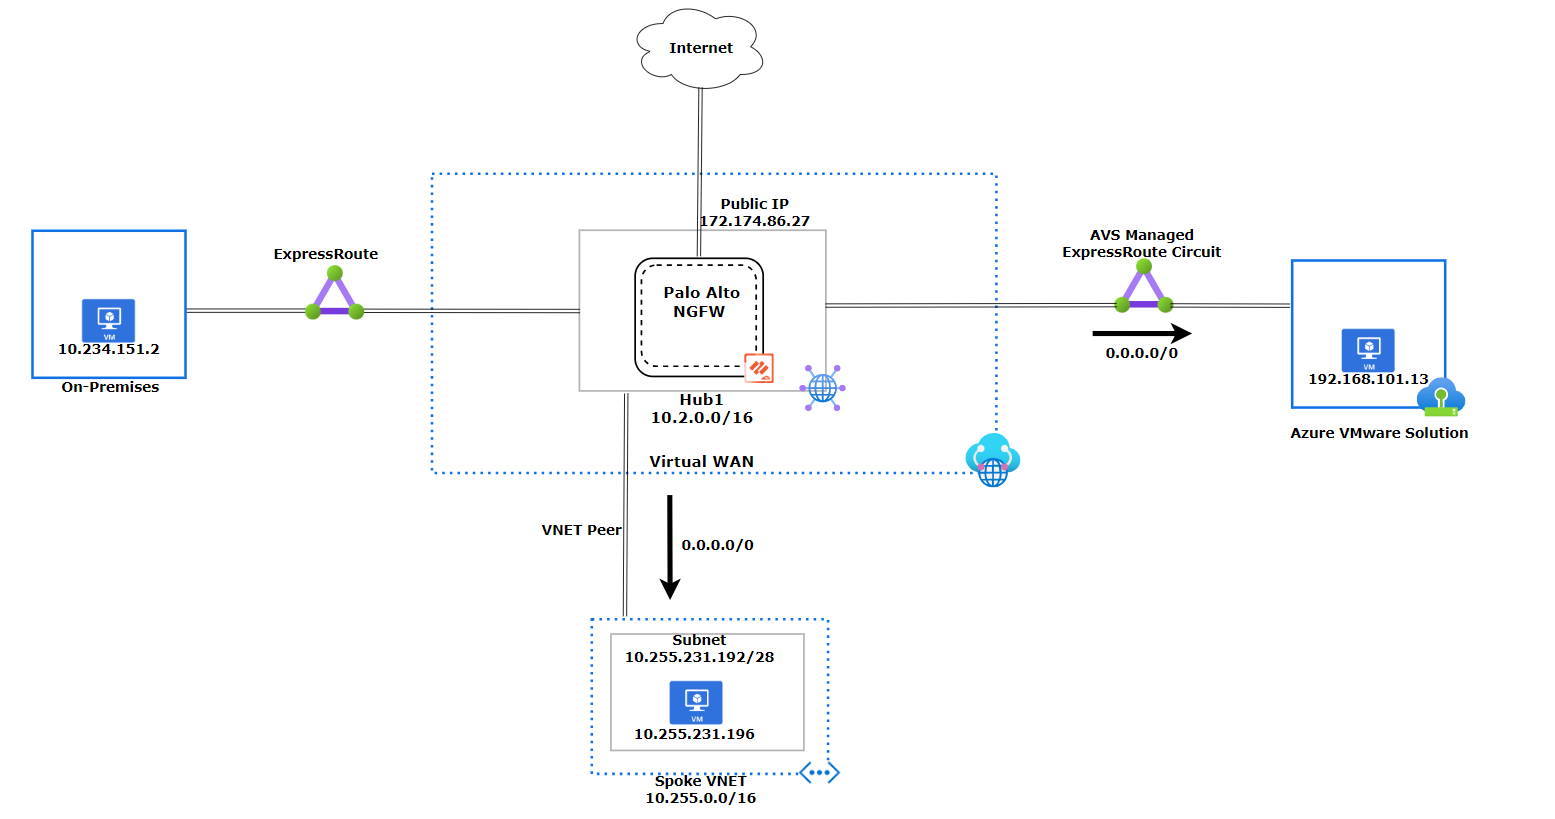 Internet
Public IP
172.174.86.27
AVS Managed
ExpressRoute Circuit
ExpressRoute
Palo Alto
NGFW
VM
10.234.151.2
On-Premises
0.0.0.0/0
VM
192.168.101.13
Azure VMware Solution
Hub1
10.2.0.0/16
Virtual WAN
VNET Peer
0.0.0.0/0
Subnet
10.255.231.192/28
VM
10.255.231.196
Spoke VNET
10.255.0.0/16